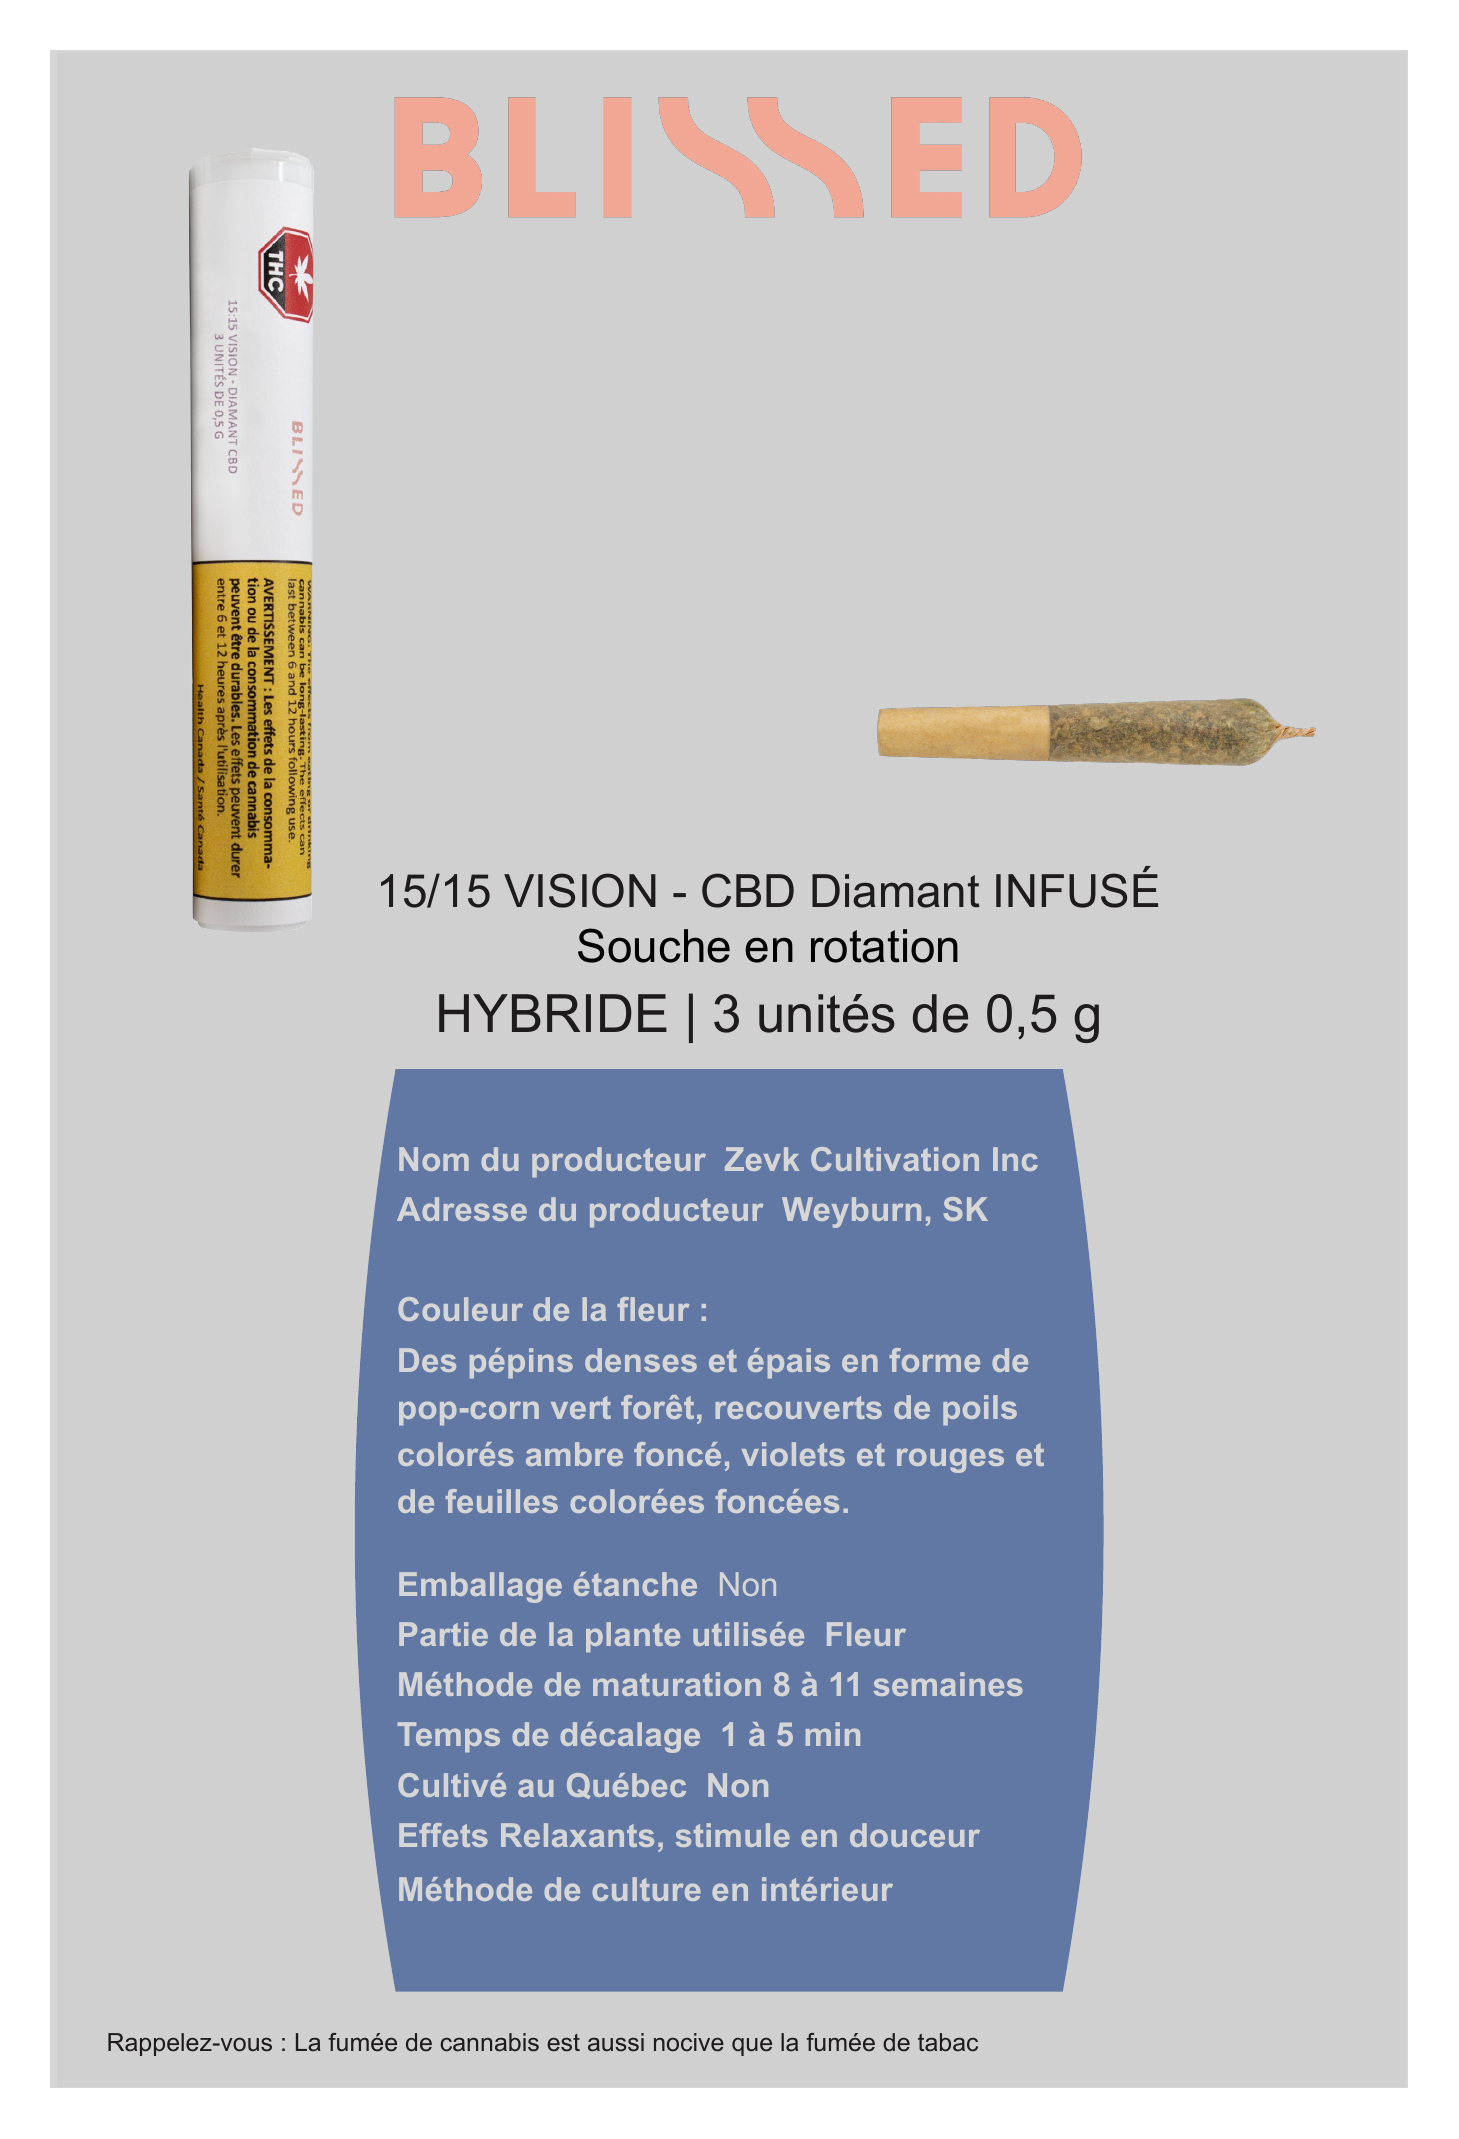 BLISSED
THC
15:15 VISION - DIAMANT CBD
3 UNITÉS DE 0,5 G
BLISSED
cannabis can be long-lasting. The effects can
last between 6 and 12 hours following use.
AVERTISSEMENT : Les effets de la consomma-
tion ou de la consommation de cannabis
peuvent être durables. Les effets peuvent durer
entre 6 et 12 heures après l'utilisation.
Health Canada / Santé Canada
15/15 VISION - CBD Diamant INFUSÉ
Souche en rotation
HYBRIDE | 3 unités de 0,5 g
Nom du producteur Zevk Cultivation Inc
Adresse du producteur Weyburn, SK
Couleur de la fleur :
Des pépins denses et épais en forme de
pop-corn vert forêt, recouverts de poils
colorés ambre foncé, violets et rouges et
de feuilles colorées foncées.
Emballage étanche Non
Partie de la plante utilisée Fleur
Méthode de maturation 8 à 11 semaines
Temps de décalage 1 à 5 min
Cultivé au Québec Non
Effets Relaxants, stimule en douceur
Méthode de culture en intérieur
Rappelez-vous : La fumée de cannabis est aussi nocive que la fumée de tabac